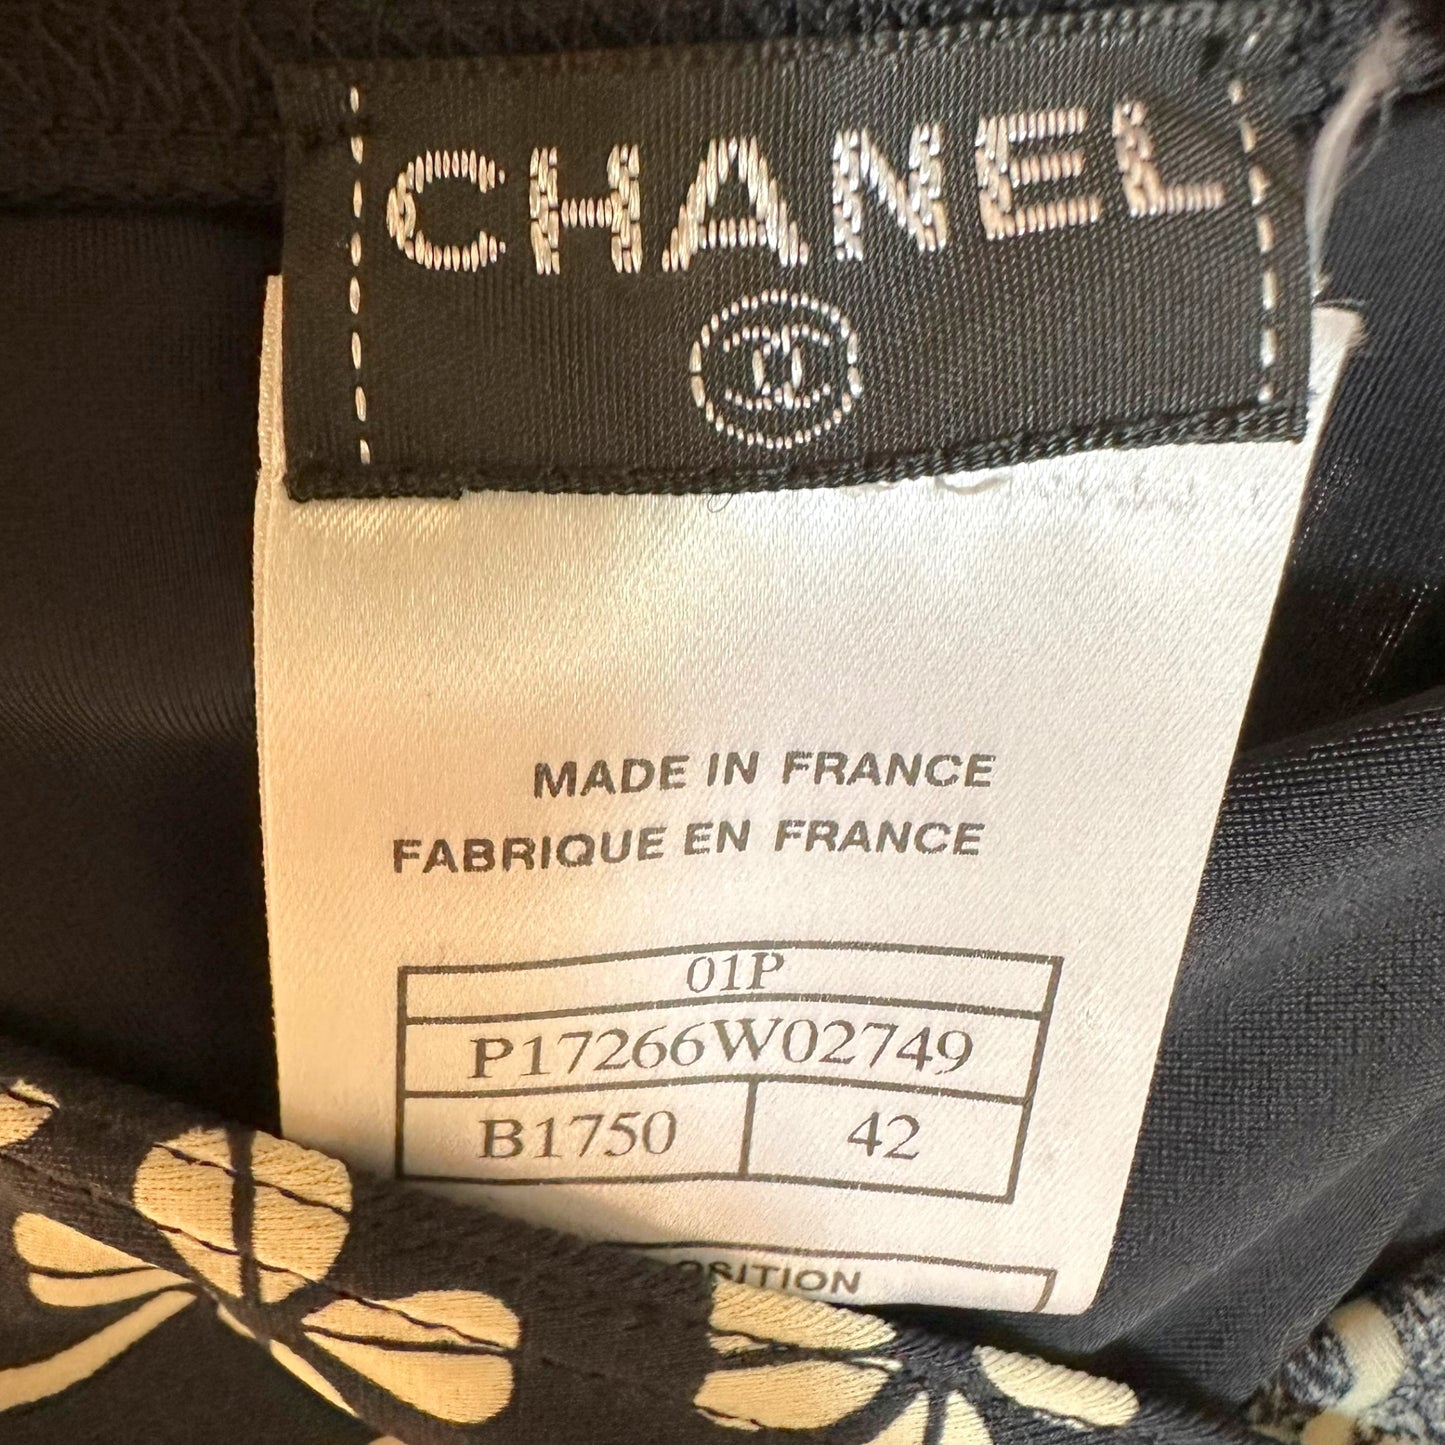 CHANEL
MADE IN FRANCE
FABRIQUE EN FRANCE
01P
P17266W02749
B1750 42